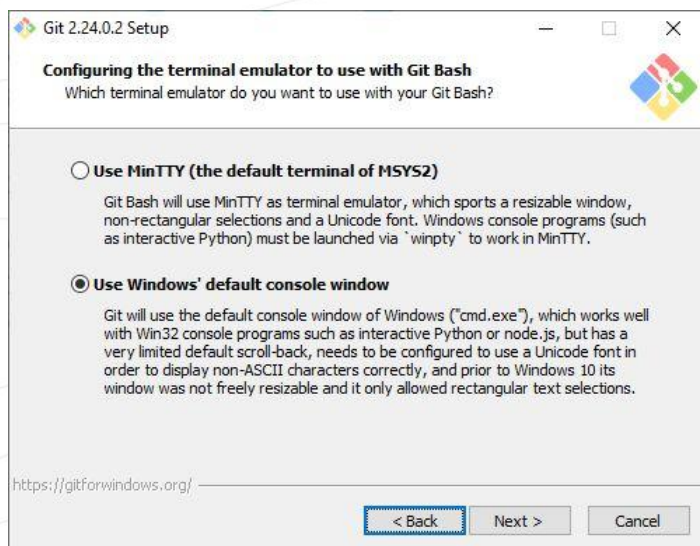 Git 2.24.0.2 Setup
Configuring the terminal emulator to use with Git Bash
Which terminal emulator do you want to use with your Git Bash?
Use MinTTY (the default terminal of MSYS2)
Git Bash will use MinTTY as terminal emulator, which sports a resizable window,
non-rectangular selections and a Unicode font. Windows console programs (such
as interactive Python) must be launched via `winpty` to work in MinTTY.
Use Windows' default console window
Git will use the default console window of Windows ("cmd.exe"), which works well
with Win32 console programs such as interactive Python or node.js, but has a
very limited default scroll-back, needs to be configured to use a Unicode font in
order to display non-ASCII characters correctly, and prior to Windows 10 its
window was not freely resizable and it only allowed rectangular text selections.
https://gitforwindows.org/
< Back
Next >
Cancel